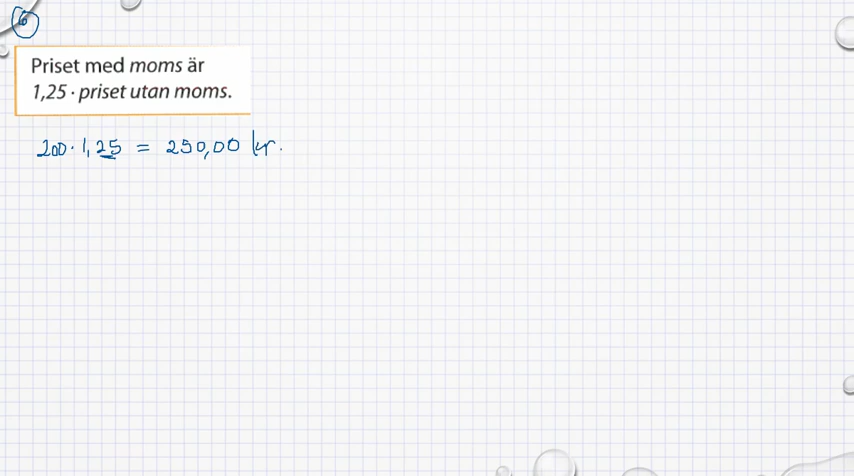 6
Priset med moms är
1,25 · priset utan moms.
200 · 1,25 = 250,00 kr.